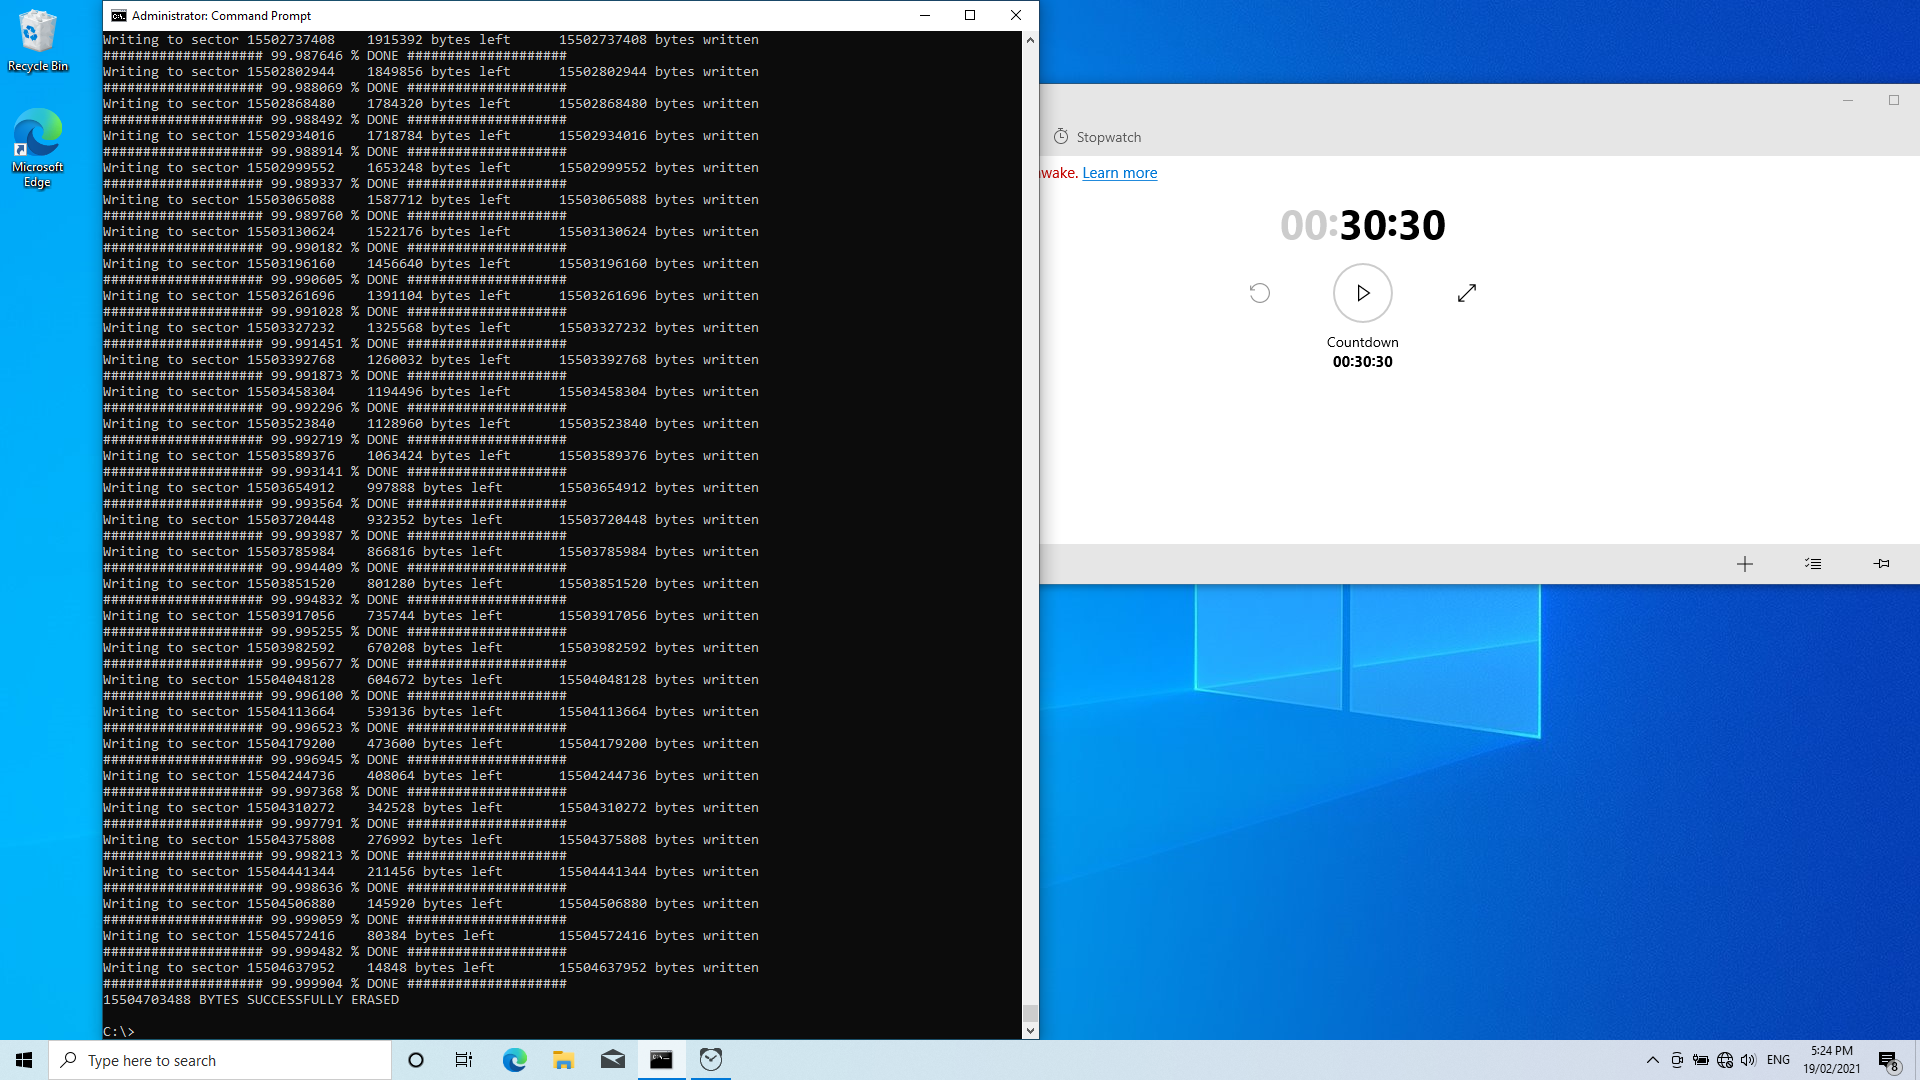 Recycle Bin
Microsoft
Edge
Administrator: Command Prompt
Writing to sector 15502737408    1915392 bytes left      15502737408 bytes written
#################### 99.987646 % DONE ####################
Writing to sector 15502802944    1849856 bytes left      15502802944 bytes written
#################### 99.988069 % DONE ####################
Writing to sector 15502868480    1784320 bytes left      15502868480 bytes written
#################### 99.988492 % DONE ####################
Writing to sector 15502934016    1718784 bytes left      15502934016 bytes written
#################### 99.988914 % DONE ####################
Writing to sector 15502999552    1653248 bytes left      15502999552 bytes written
#################### 99.989337 % DONE ####################
Writing to sector 15503065088    1587712 bytes left      15503065088 bytes written
#################### 99.989760 % DONE ####################
Writing to sector 15503130624    1522176 bytes left      15503130624 bytes written
#################### 99.990182 % DONE ####################
Writing to sector 15503196160    1456640 bytes left      15503196160 bytes written
#################### 99.990605 % DONE ####################
Writing to sector 15503261696    1391104 bytes left      15503261696 bytes written
#################### 99.991028 % DONE ####################
Writing to sector 15503327232    1325568 bytes left      15503327232 bytes written
#################### 99.991451 % DONE ####################
Writing to sector 15503392768    1260032 bytes left      15503392768 bytes written
#################### 99.991873 % DONE ####################
Writing to sector 15503458304    1194496 bytes left      15503458304 bytes written
#################### 99.992296 % DONE ####################
Writing to sector 15503523840    1128960 bytes left      15503523840 bytes written
#################### 99.992719 % DONE ####################
Writing to sector 15503589376    1063424 bytes left      15503589376 bytes written
#################### 99.993141 % DONE ####################
Writing to sector 15503654912    997888 bytes left       15503654912 bytes written
#################### 99.993564 % DONE ####################
Writing to sector 15503720448    932352 bytes left       15503720448 bytes written
#################### 99.993987 % DONE ####################
Writing to sector 15503785984    866816 bytes left       15503785984 bytes written
#################### 99.994409 % DONE ####################
Writing to sector 15503851520    801280 bytes left       15503851520 bytes written
#################### 99.994832 % DONE ####################
Writing to sector 15503917056    735744 bytes left       15503917056 bytes written
#################### 99.995255 % DONE ####################
Writing to sector 15503982592    670208 bytes left       15503982592 bytes written
#################### 99.995677 % DONE ####################
Writing to sector 15504048128    604672 bytes left       15504048128 bytes written
#################### 99.996100 % DONE ####################
Writing to sector 15504113664    539136 bytes left       15504113664 bytes written
#################### 99.996523 % DONE ####################
Writing to sector 15504179200    473600 bytes left       15504179200 bytes written
#################### 99.996945 % DONE ####################
Writing to sector 15504244736    408064 bytes left       15504244736 bytes written
#################### 99.997368 % DONE ####################
Writing to sector 15504310272    342528 bytes left       15504310272 bytes written
#################### 99.997791 % DONE ####################
Writing to sector 15504375808    276992 bytes left       15504375808 bytes written
#################### 99.998213 % DONE ####################
Writing to sector 15504441344    211456 bytes left       15504441344 bytes written
#################### 99.998636 % DONE ####################
Writing to sector 15504506880    145920 bytes left       15504506880 bytes written
#################### 99.999059 % DONE ####################
Writing to sector 15504572416    80384 bytes left        15504572416 bytes written
#################### 99.999482 % DONE ####################
Writing to sector 15504637952    14848 bytes left        15504637952 bytes written
#################### 99.999904 % DONE ####################
15504703488 BYTES SUCCESSFULLY ERASED
C:\>
Stopwatch
awake. Learn more
00:30:30
Countdown
00:30:30
Type here to search
ENG
5:24 PM
19/02/2021
8